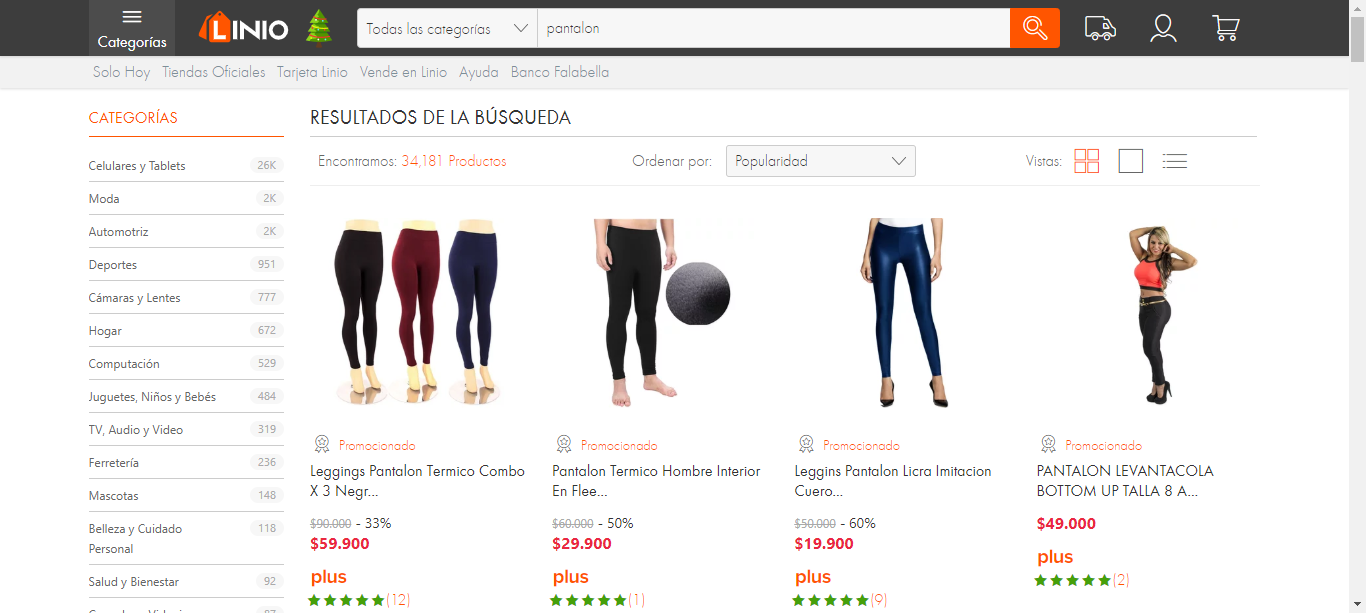 Categorías
LINIO
Todas las categorías
pantalon
Solo Hoy Tiendas Oficiales Tarjeta Linio Vende en Linio Ayuda Banco Falabella
CATEGORÍAS
Celulares y Tablets 26K
Moda 2K
Automotriz 2K
Deportes 951
Cámaras y Lentes 777
Hogar 672
Computación 529
Juguetes, Niños y Bebés 484
TV, Audio y Video 319
Ferretería 236
Mascotas 148
Belleza y Cuidado 118
Personal
Salud y Bienestar 92
RESULTADOS DE LA BÚSQUEDA
Encontramos: 34,181 Productos
Ordenar por: Popularidad
Vistas:
Promocionado
Leggings Pantalon Termico Combo
X 3 Negr...
$90.000 - 33%
$59.900
plus
(12)
Promocionado
Pantalon Termico Hombre Interior
En Flee...
$60.000 - 50%
$29.900
plus
(1)
Promocionado
Leggins Pantalon Licra Imitacion
Cuero...
$50.000 - 60%
$19.900
plus
(9)
Promocionado
PANTALON LEVANTACOLA
BOTTOM UP TALLA 8 A...
$49.000
plus
(2)